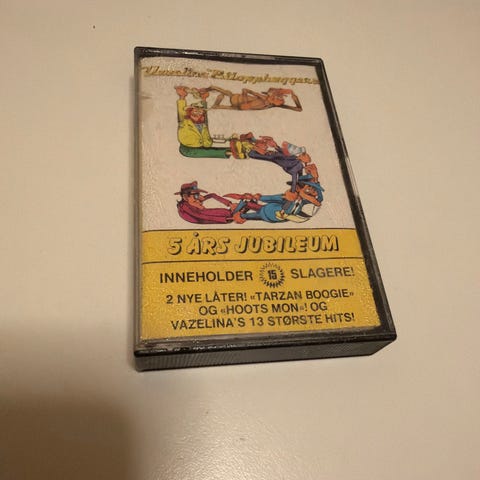 Vazelina Bilopphøggers
5 ÅRS JUBILEUM
INNEHOLDER 15 SLAGERE!
2 NYE LÅTER! «TARZAN BOOGIE»
OG «HOOTS MON»! OG
VAZELINA'S 13 STØRSTE HITS!